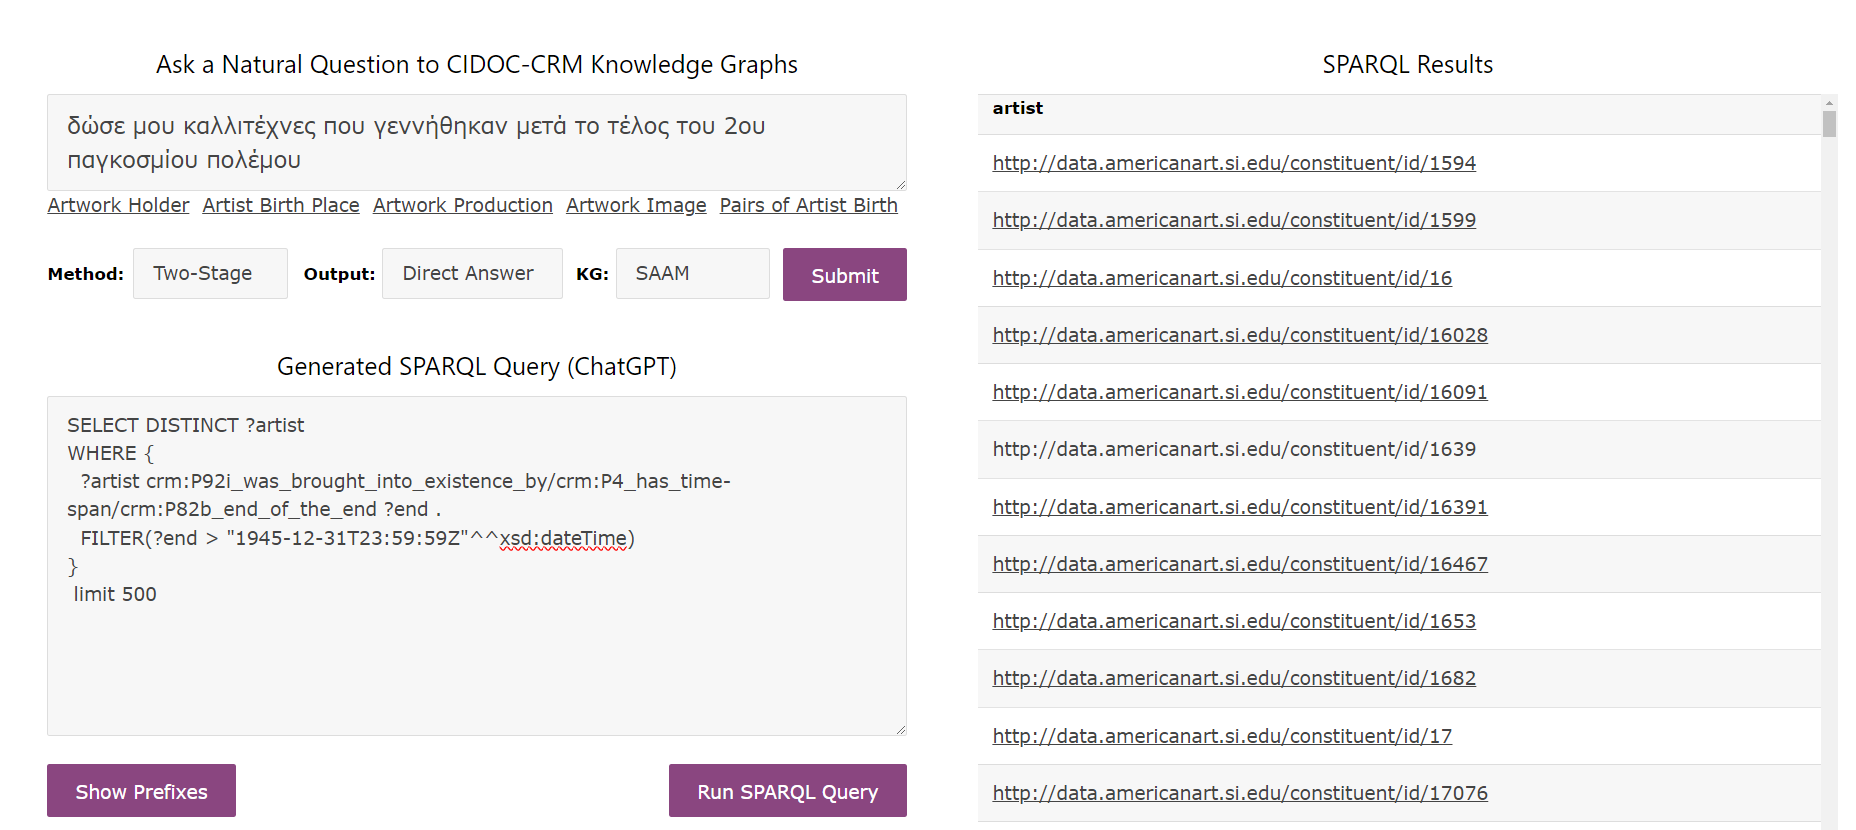 Ask a Natural Question to CIDOC-CRM Knowledge Graphs
δώσε μου καλλιτέχνες που γεννήθηκαν μετά το τέλος του 2ου
παγκοσμίου πολέμου
Artwork Holder Artist Birth Place Artwork Production Artwork Image Pairs of Artist Birth
Method: Two-Stage Output: Direct Answer KG: SAAM Submit
Generated SPARQL Query (ChatGPT)
SELECT DISTINCT ?artist
WHERE {
?artist crm:P92i_was_brought_into_existence_by/crm:P4_has_time-
span/crm:P82b_end_of_the_end ?end .
FILTER(?end > "1945-12-31T23:59:59Z"^^xsd:dateTime)
}
limit 500
Show Prefixes Run SPARQL Query
SPARQL Results
artist
http://data.americanart.si.edu/constituent/id/1594
http://data.americanart.si.edu/constituent/id/1599
http://data.americanart.si.edu/constituent/id/16
http://data.americanart.si.edu/constituent/id/16028
http://data.americanart.si.edu/constituent/id/16091
http://data.americanart.si.edu/constituent/id/1639
http://data.americanart.si.edu/constituent/id/16391
http://data.americanart.si.edu/constituent/id/16467
http://data.americanart.si.edu/constituent/id/1653
http://data.americanart.si.edu/constituent/id/1682
http://data.americanart.si.edu/constituent/id/17
http://data.americanart.si.edu/constituent/id/17076